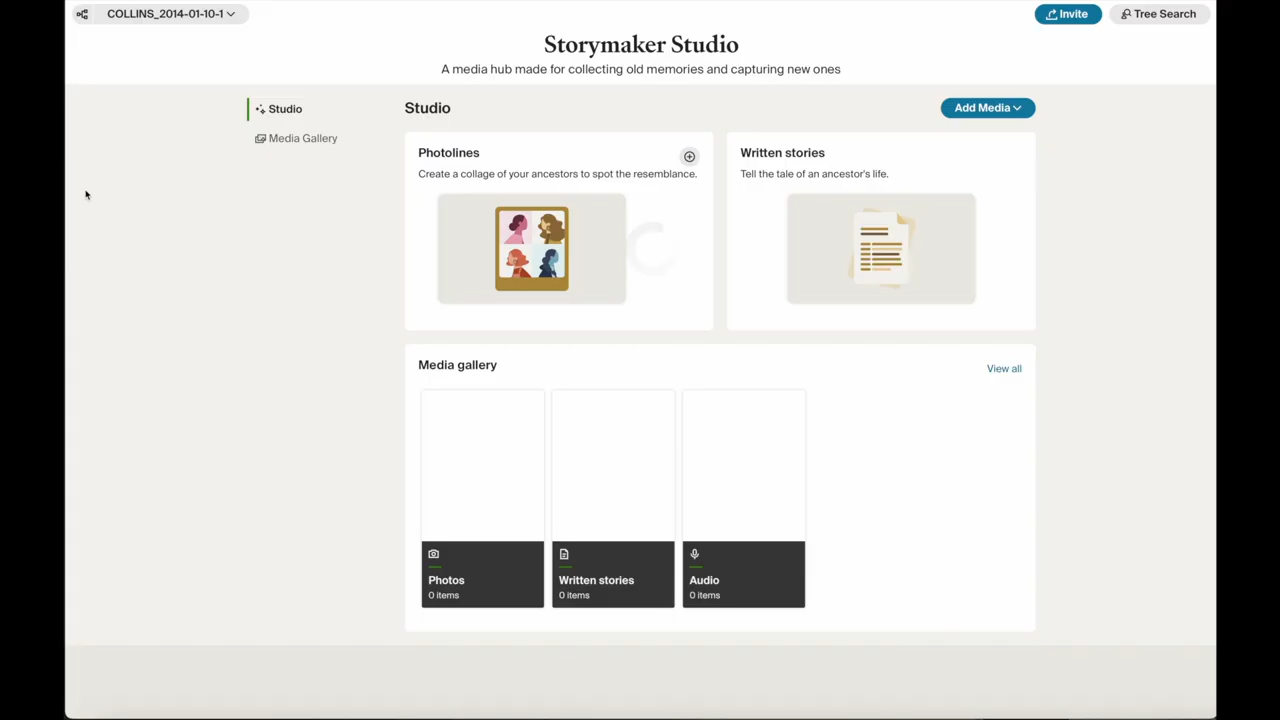 COLLINS_2014-01-10-1
Invite
Tree Search
Storymaker Studio
A media hub made for collecting old memories and capturing new ones
Studio
Media Gallery
Studio
Add Media
Photolines
Create a collage of your ancestors to spot the resemblance.
Written stories
Tell the tale of an ancestor's life.
Media gallery
View all
Photos
0 items
Written stories
0 items
Audio
0 items